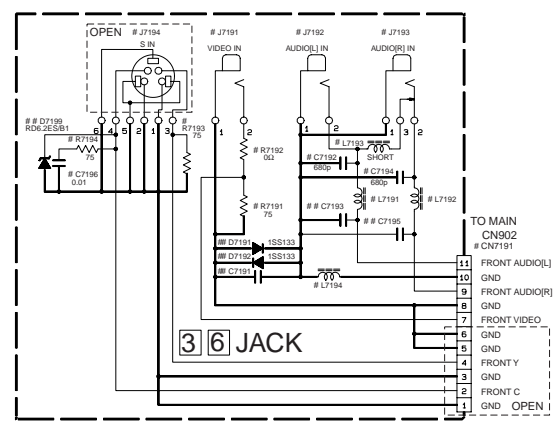 OPEN # J7194
S IN
# J7191
VIDEO IN
# J7192
AUDIO[L] IN
# J7193
AUDIO[R] IN
6 4 5 2 1 3
1 2
1 2
1 3 2
# # D7199
RD6.2ES/B1
# R7194
75
# C7196
0.01
#
R7193
75
# R7192
0Ω
# R7191
75
# L7193
SHORT
# C7192
680p
# C7194
680p
# L7191
# L7192
# # C7193
# # C7195
## D7191 1SS133
## D7192 1SS133
## C7191
# L7194
TO MAIN
CN902
# CN7191
11 FRONT AUDIO[L]
10 GND
9 FRONT AUDIO[R]
8 GND
7 FRONT VIDEO
6 GND
5 GND
4 FRONT Y
3 GND
2 FRONT C
1 GND OPEN
3 6 JACK